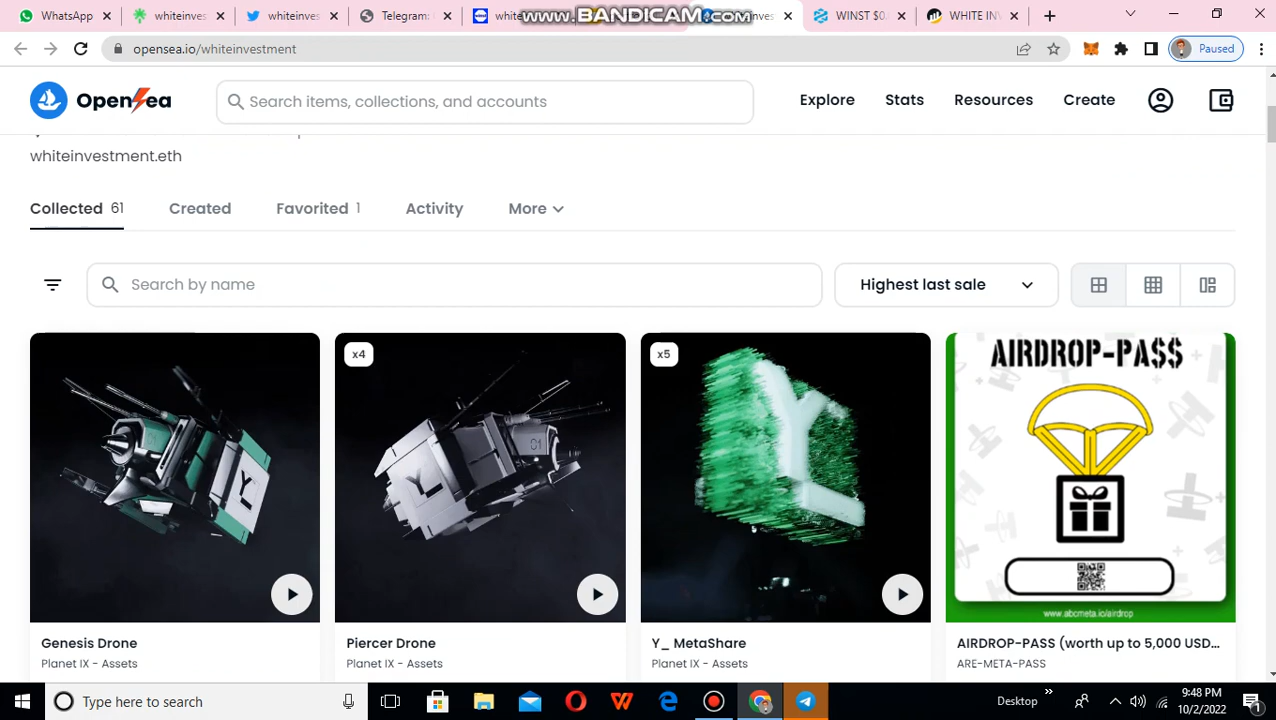 WhatsApp
whiteinves
whiteinves
Telegram:
white
www.BANDICAM.com
inves
WINST $0.
WHITE IN
opensea.io/whiteinvestment
Paused
OpenSea
Search items, collections, and accounts
Explore
Stats
Resources
Create
whiteinvestment.eth
Collected 61
Created
Favorited 1
Activity
More
Search by name
Highest last sale
x4
x5
Y
Y
01
AIRDROP-PA$$
www.abcmeta.io/airdrop
Genesis Drone
Piercer Drone
Y_ MetaShare
AIRDROP-PASS (worth up to 5,000 USD...
Planet IX - Assets
Planet IX - Assets
Planet IX - Assets
ARE-META-PASS
Type here to search
Desktop
9:48 PM
10/2/2022
1